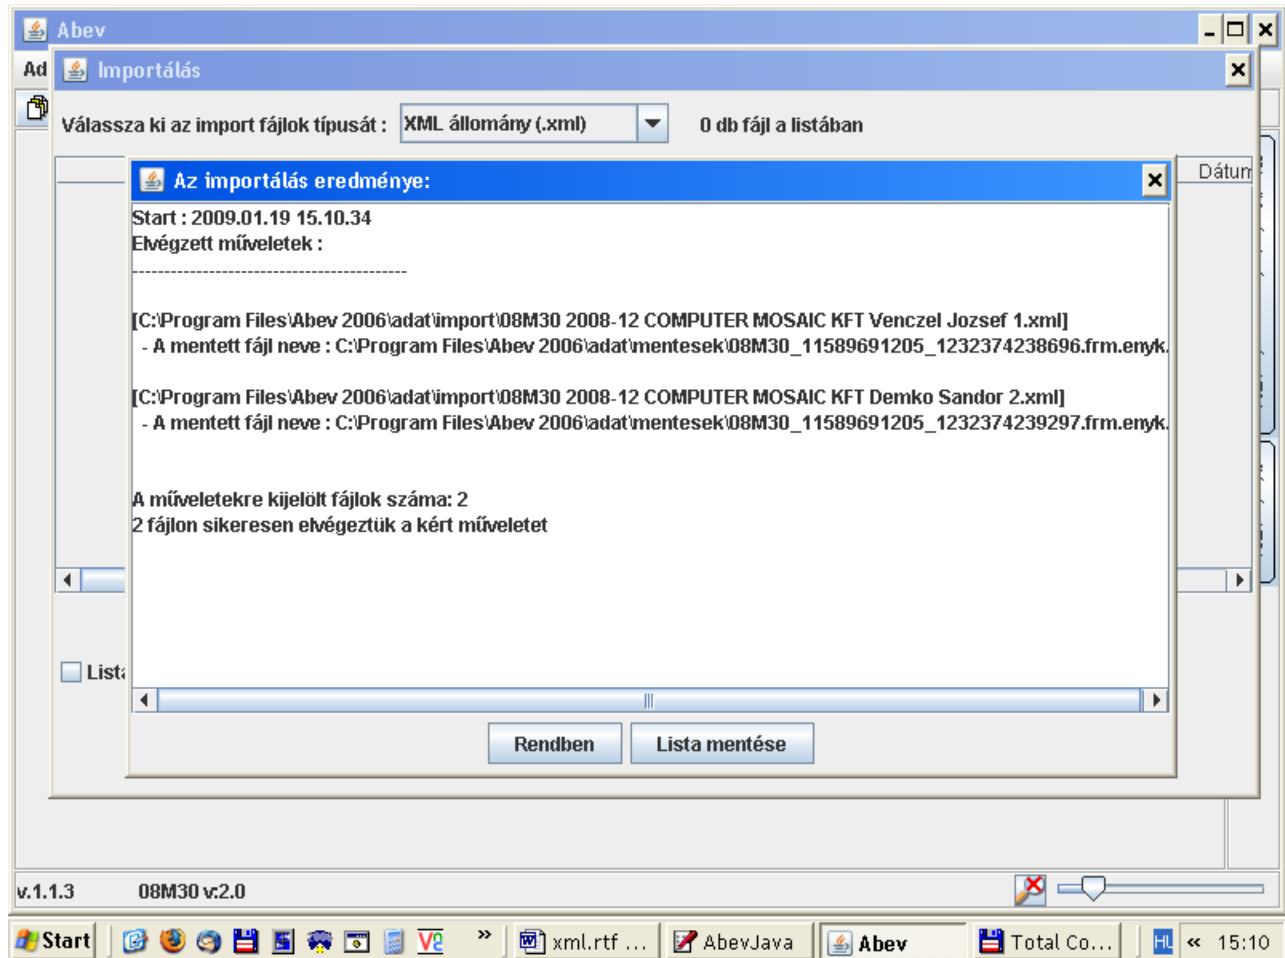 Abev
Ad
Importálás
Válassza ki az import fájlok típusát : XML állomány (.xml) 0 db fájl a listában
Dátum
Az importálás eredménye:
Start : 2009.01.19 15.10.34
Elvégzett műveletek :
-------------------------------------------
[C:\Program Files\Abev 2006\adat\import\08M30 2008-12 COMPUTER MOSAIC KFT Venczel Jozsef 1.xml]
- A mentett fájl neve : C:\Program Files\Abev 2006\adat\mentesek\08M30_11589691205_1232374238696.frm.enyk.
[C:\Program Files\Abev 2006\adat\import\08M30 2008-12 COMPUTER MOSAIC KFT Demko Sandor 2.xml]
- A mentett fájl neve : C:\Program Files\Abev 2006\adat\mentesek\08M30_11589691205_1232374239297.frm.enyk.
A műveletekre kijelölt fájlok száma: 2
2 fájlon sikeresen elvégeztük a kért műveletet
Lista
Rendben Lista mentése
v.1.1.3 08M30 v:2.0
Start » xml.rtf ... AbevJava Abev Total Co... HU « 15:10